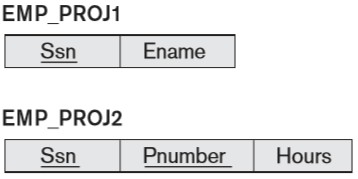 EMP_PROJ1
Ssn Ename
EMP_PROJ2
Ssn Pnumber Hours